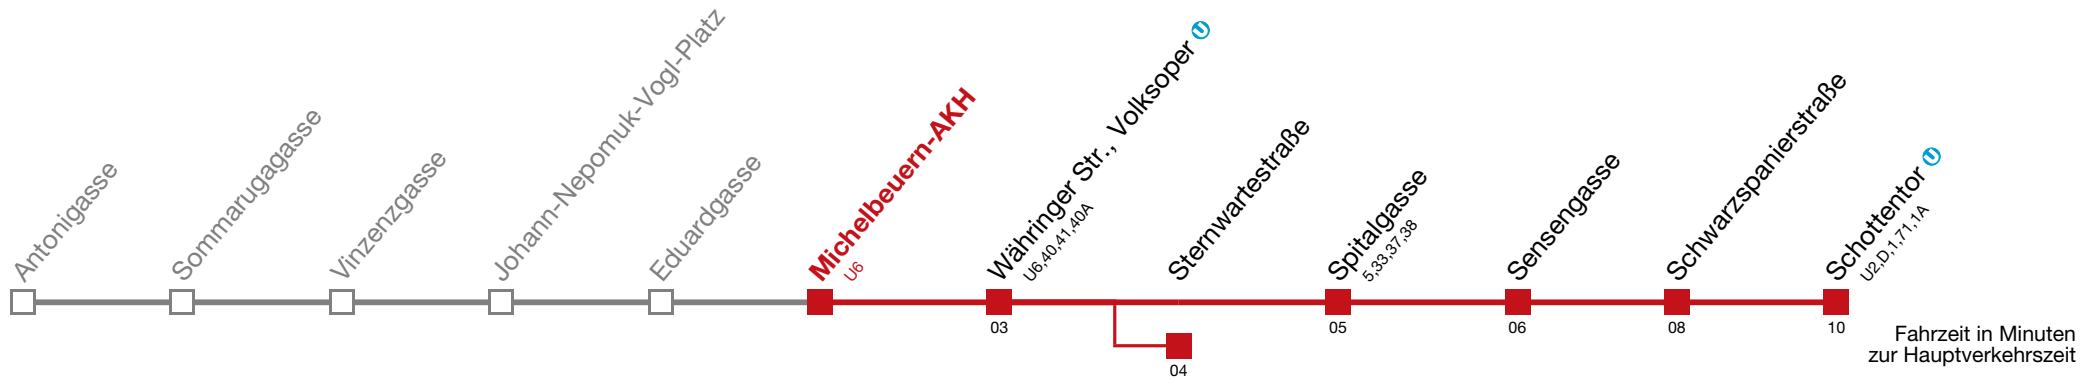 Antonigasse
Sommarugagasse
Vinzenzgasse
Johann-Nepomuk-Vogl-Platz
Eduardgasse
Michelbeuern-AKH
U6
Währinger Str., Volksoper U
U6,40,41,40A
Sternwartestraße
Spitalgasse
5,33,37,38
Sensengasse
Schwarzspanierstraße
Schottentor U
U2,D,1,71,1A
03
04
05
06
08
10
Fahrzeit in Minuten
zur Hauptverkehrszeit